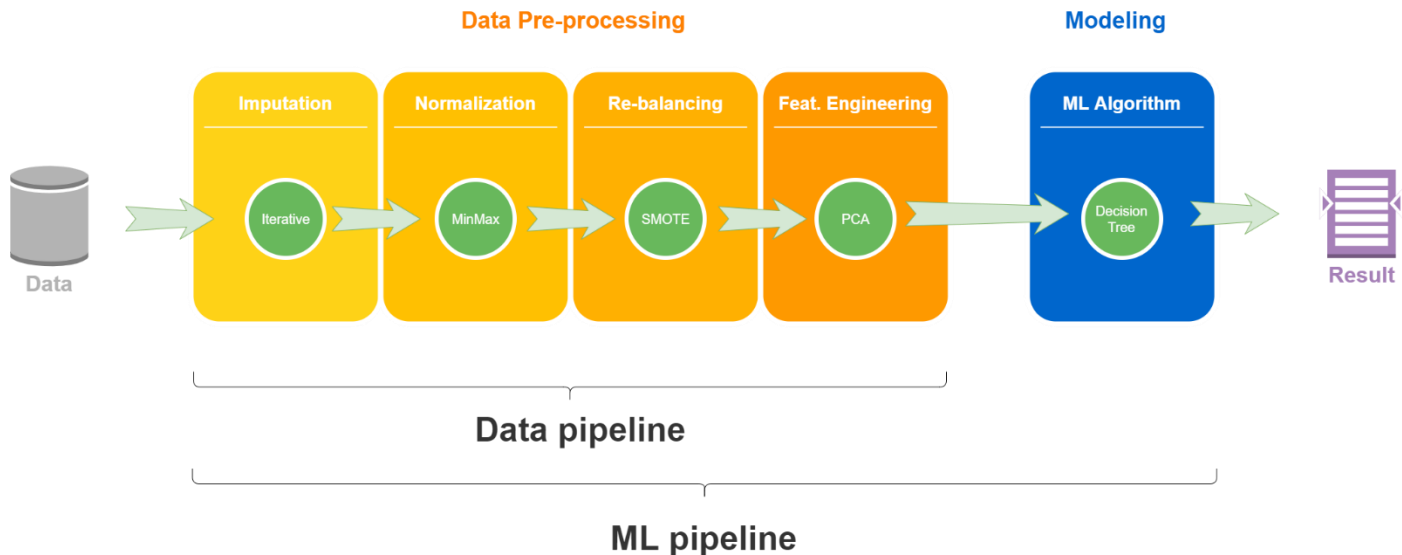 Data Pre-processing
Modeling
Imputation
Normalization
Re-balancing
Feat. Engineering
ML Algorithm
Iterative
MinMax
SMOTE
PCA
Decision
Tree
Data
Result
Data pipeline
ML pipeline